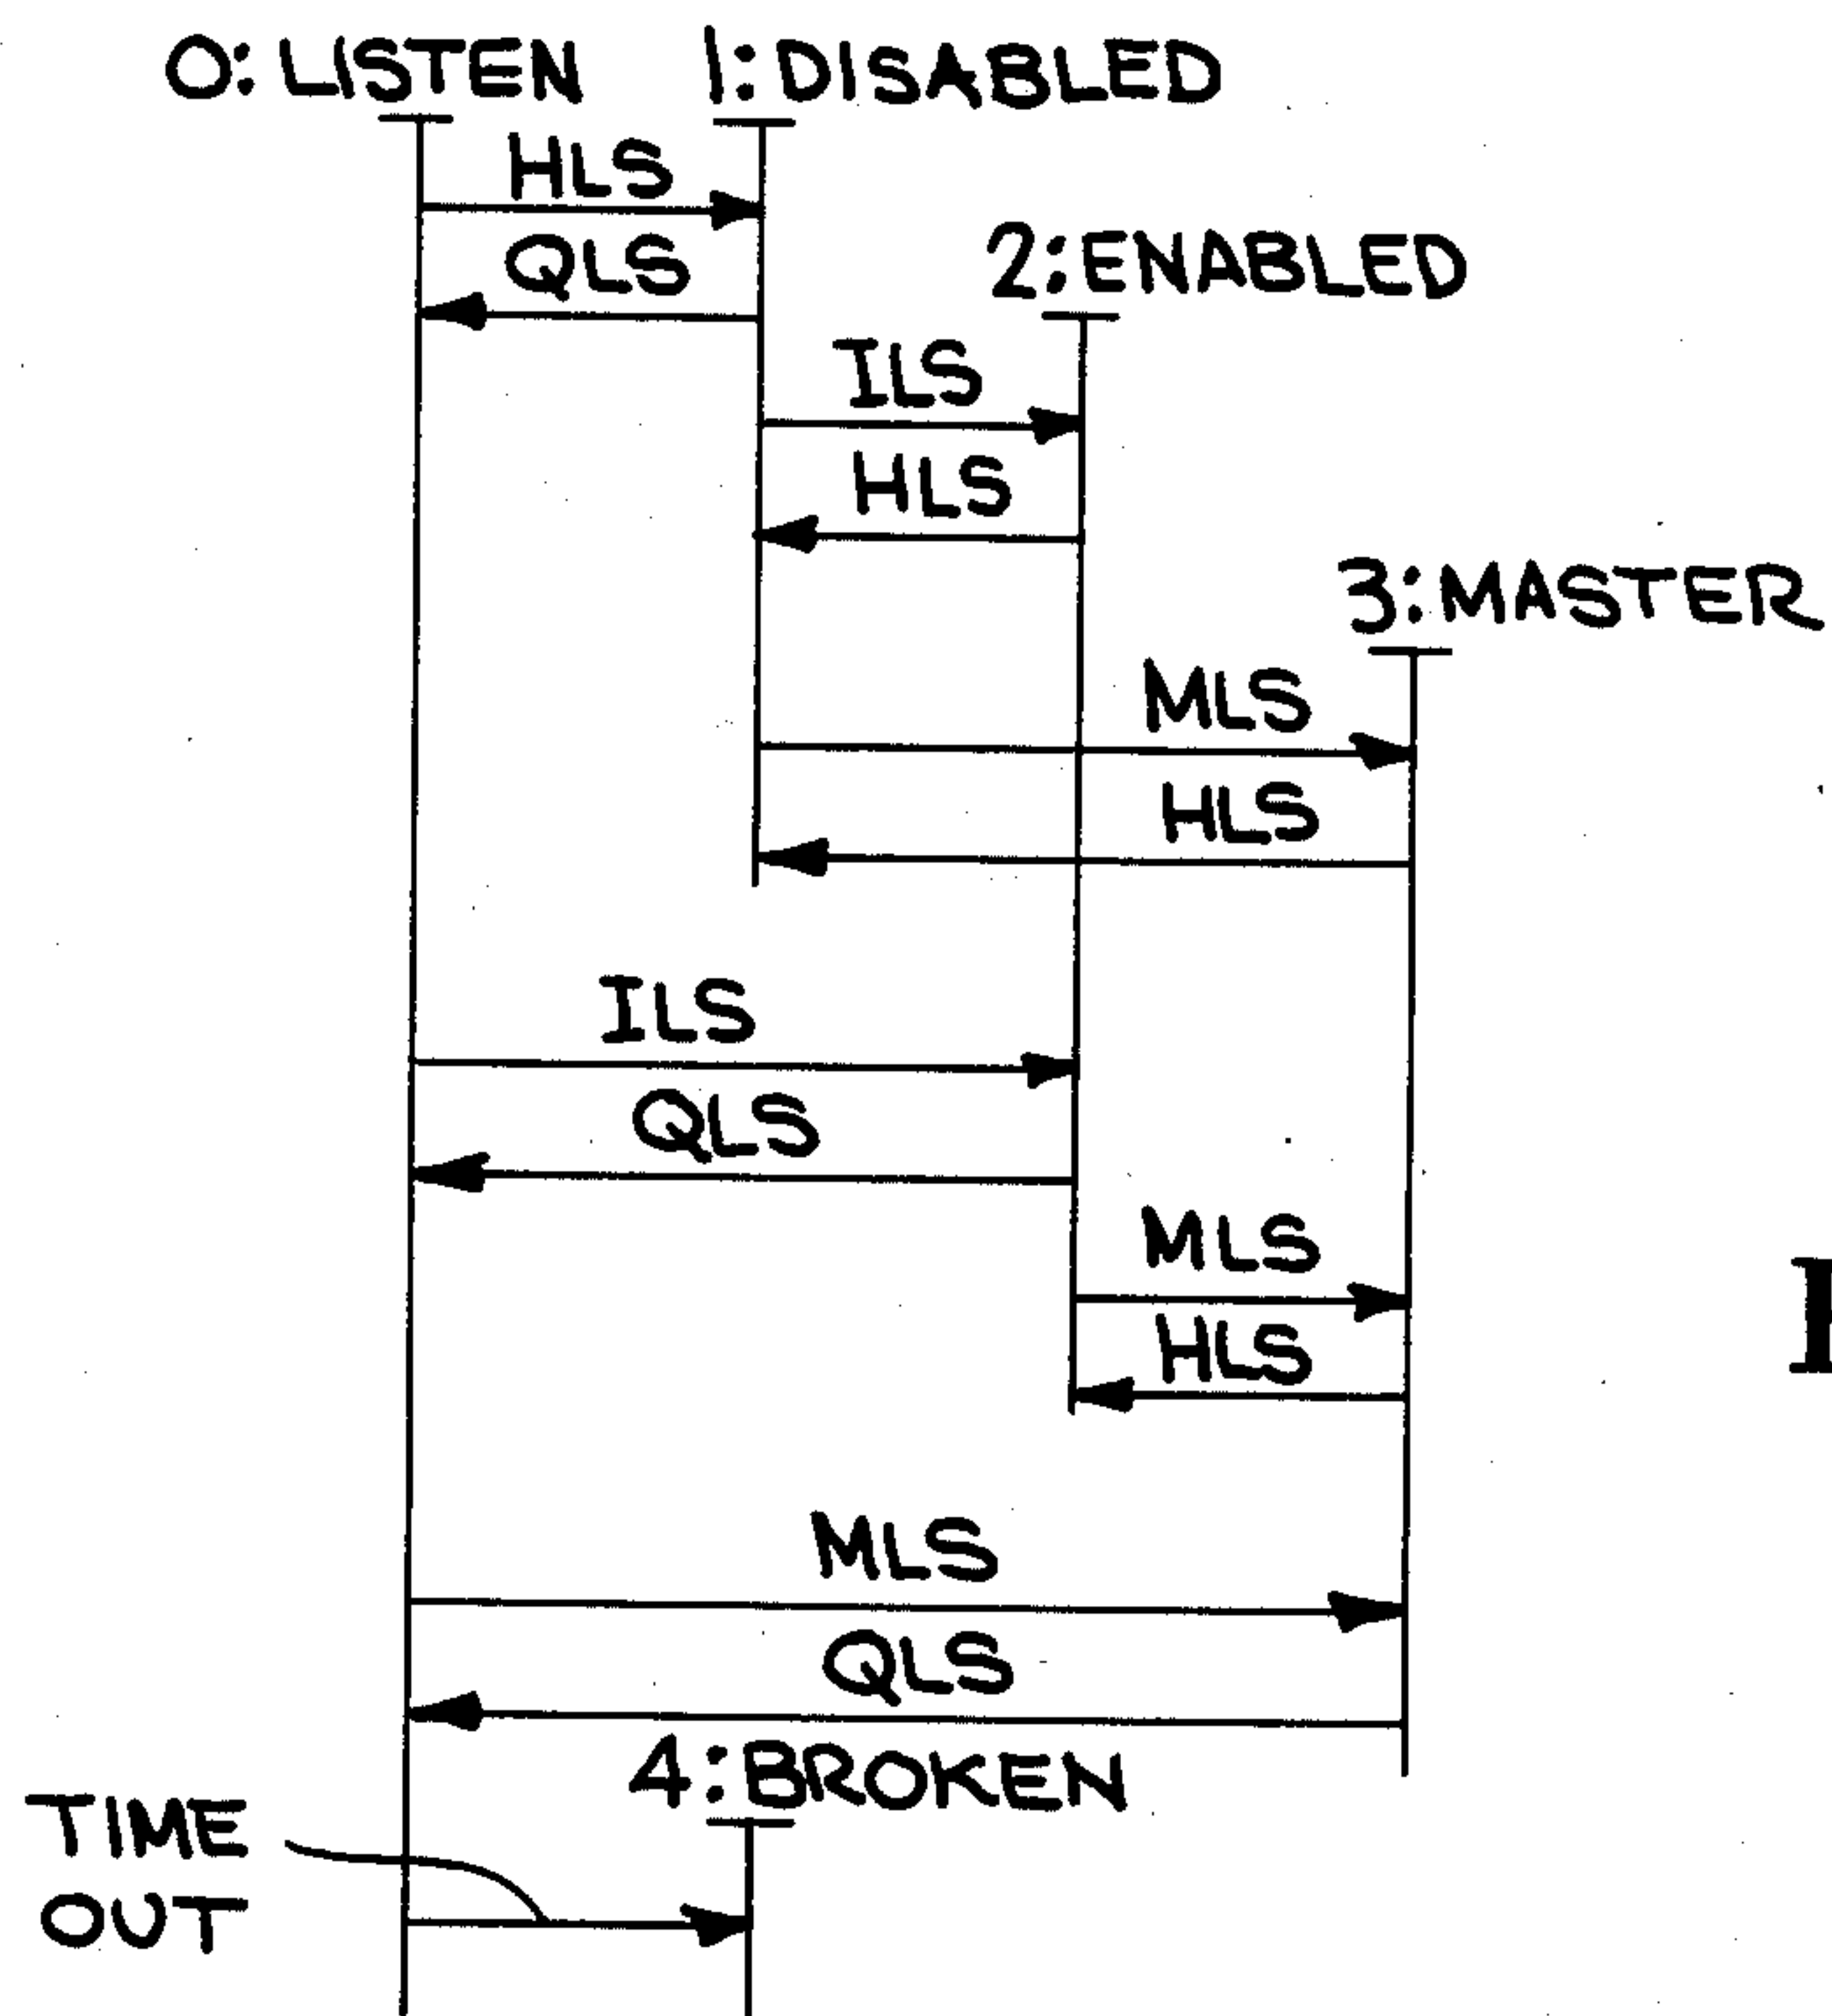 0: LISTEN
1: DISABLED
HLS
QLS
2: ENABLED
ILS
HLS
3: MASTER
MLS
HLS
ILS
QLS
MLS
HLS
MLS
QLS
4: BROKEN
TIME
OUT